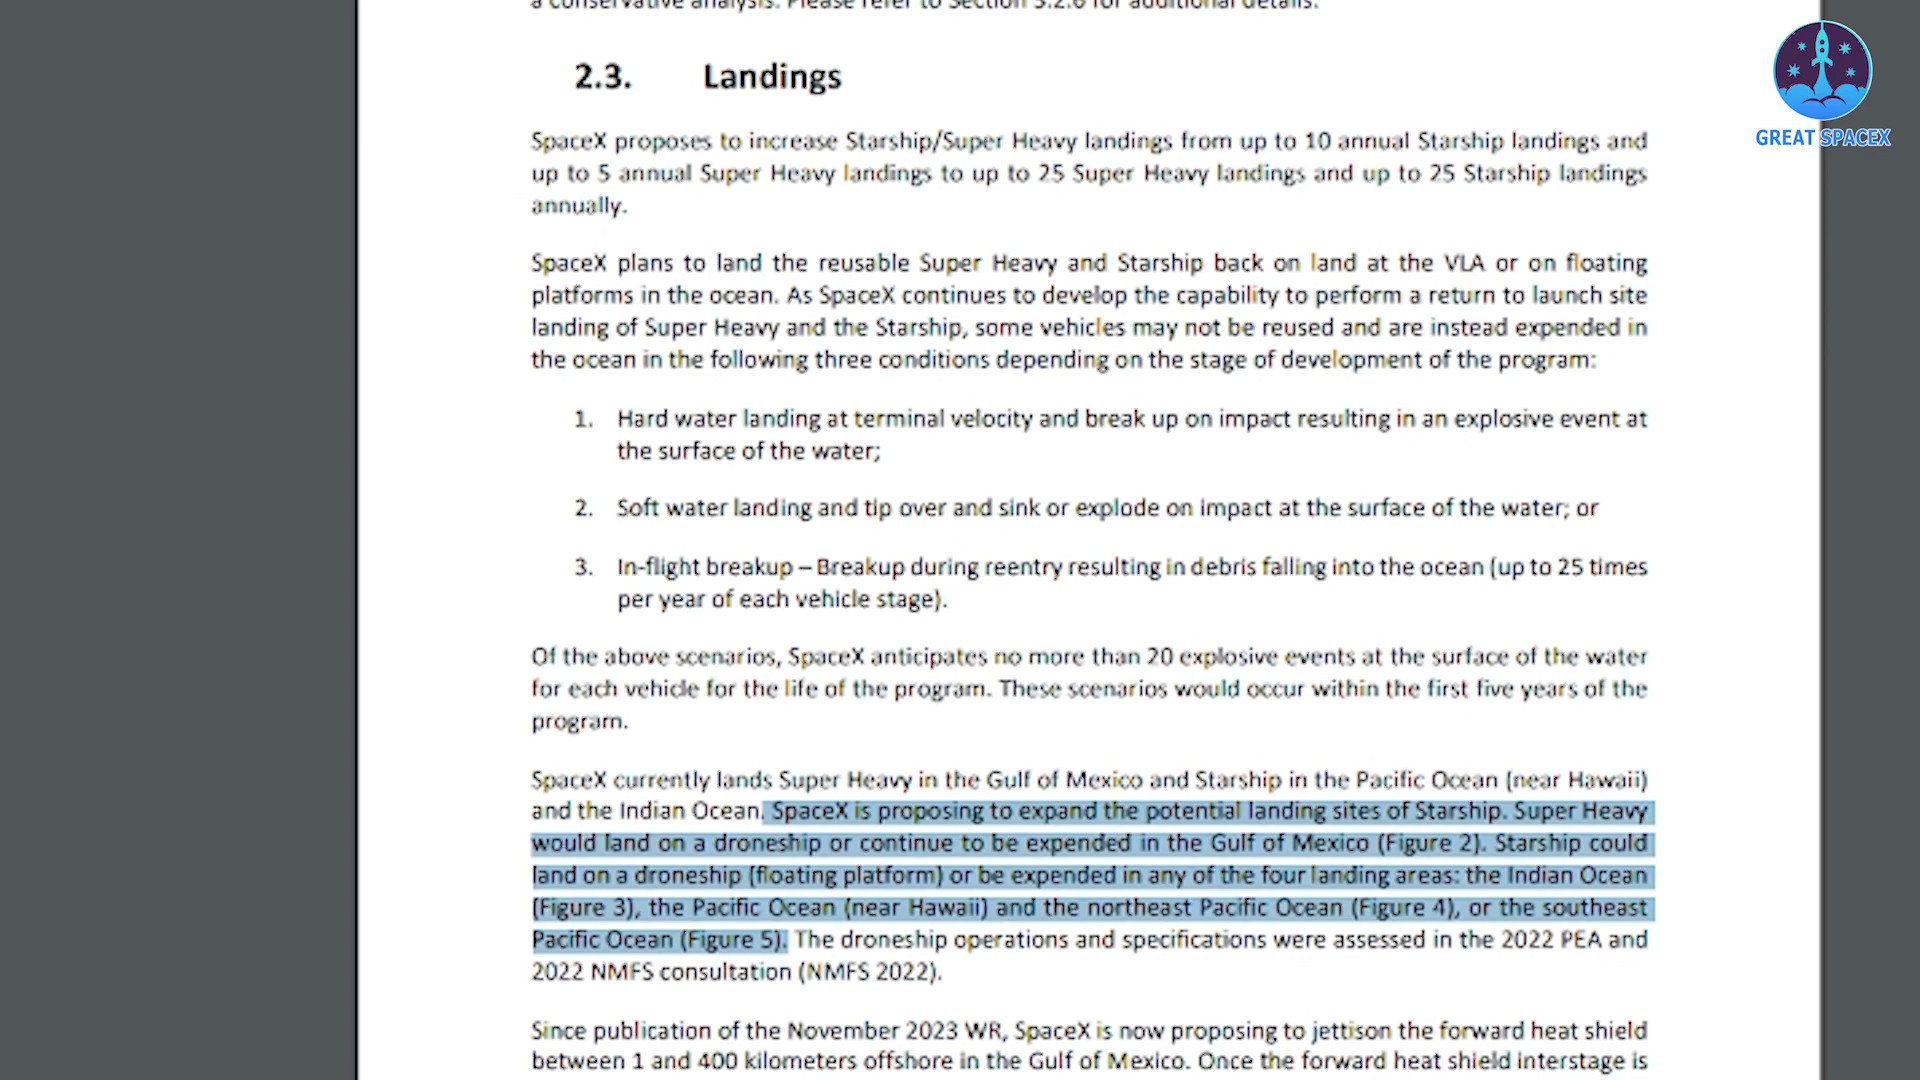 a conservative analysis. Please refer to Section 3.2.6 for additional details.
2.3. Landings
GREAT SPACEX
SpaceX proposes to increase Starship/Super Heavy landings from up to 10 annual Starship landings and
up to 5 annual Super Heavy landings to up to 25 Super Heavy landings and up to 25 Starship landings
annually.
SpaceX plans to land the reusable Super Heavy and Starship back on land at the VLA or on floating
platforms in the ocean. As SpaceX continues to develop the capability to perform a return to launch site
landing of Super Heavy and the Starship, some vehicles may not be reused and are instead expended in
the ocean in the following three conditions depending on the stage of development of the program:
1. Hard water landing at terminal velocity and break up on impact resulting in an explosive event at
the surface of the water;
2. Soft water landing and tip over and sink or explode on impact at the surface of the water; or
3. In-flight breakup – Breakup during reentry resulting in debris falling into the ocean (up to 25 times
per year of each vehicle stage).
Of the above scenarios, SpaceX anticipates no more than 20 explosive events at the surface of the water
for each vehicle for the life of the program. These scenarios would occur within the first five years of the
program.
SpaceX currently lands Super Heavy in the Gulf of Mexico and Starship in the Pacific Ocean (near Hawaii)
and the Indian Ocean. SpaceX is proposing to expand the potential landing sites of Starship. Super Heavy
would land on a droneship or continue to be expended in the Gulf of Mexico (Figure 2). Starship could
land on a droneship (floating platform) or be expended in any of the four landing areas: the Indian Ocean
(Figure 3), the Pacific Ocean (near Hawaii) and the northeast Pacific Ocean (Figure 4), or the southeast
Pacific Ocean (Figure 5). The droneship operations and specifications were assessed in the 2022 PEA and
2022 NMFS consultation (NMFS 2022).
Since publication of the November 2023 WR, SpaceX is now proposing to jettison the forward heat shield
between 1 and 400 kilometers offshore in the Gulf of Mexico. Once the forward heat shield interstage is